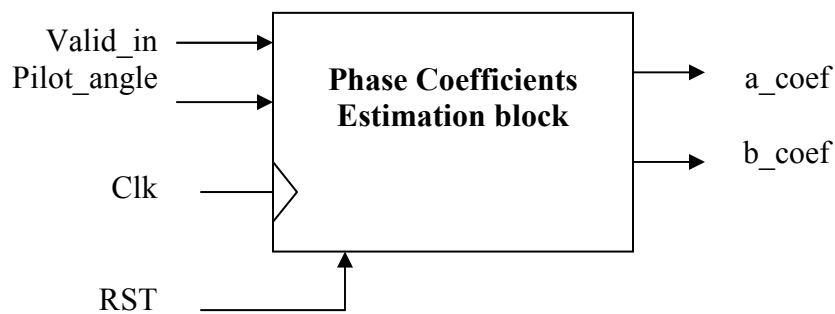 Valid_in
Pilot_angle
Phase Coefficients
Estimation block
a_coef
b_coef
Clk
RST